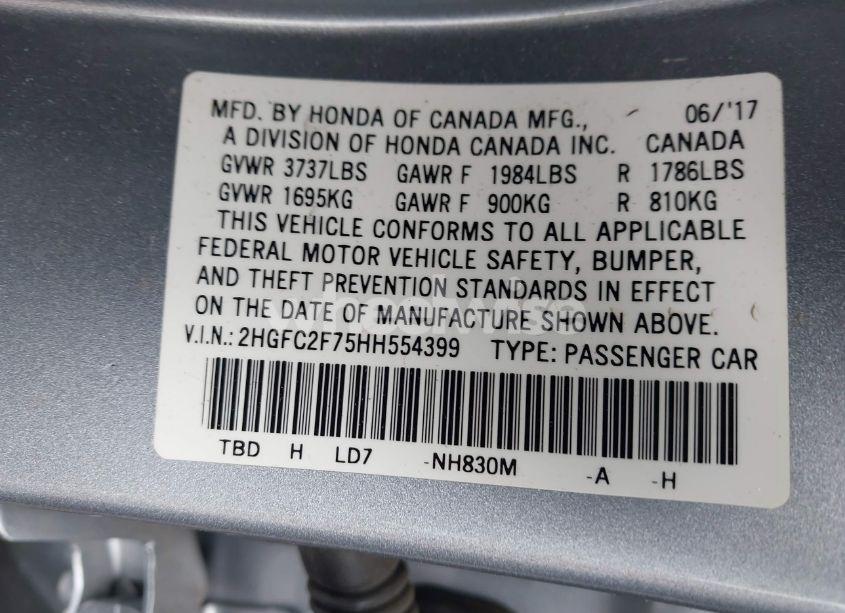 MFD. BY HONDA OF CANADA MFG., 06/'17
A DIVISION OF HONDA CANADA INC. CANADA
GVWR 3737LBS GAWR F 1984LBS R 1786LBS
GVWR 1695KG GAWR F 900KG R 810KG
THIS VEHICLE CONFORMS TO ALL APPLICABLE
FEDERAL MOTOR VEHICLE SAFETY, BUMPER,
AND THEFT PREVENTION STANDARDS IN EFFECT
ON THE DATE OF MANUFACTURE SHOWN ABOVE.
V.I.N.: 2HGFC2F75HH554399 TYPE: PASSENGER CAR
TBD H LD7 -NH830M -A -H